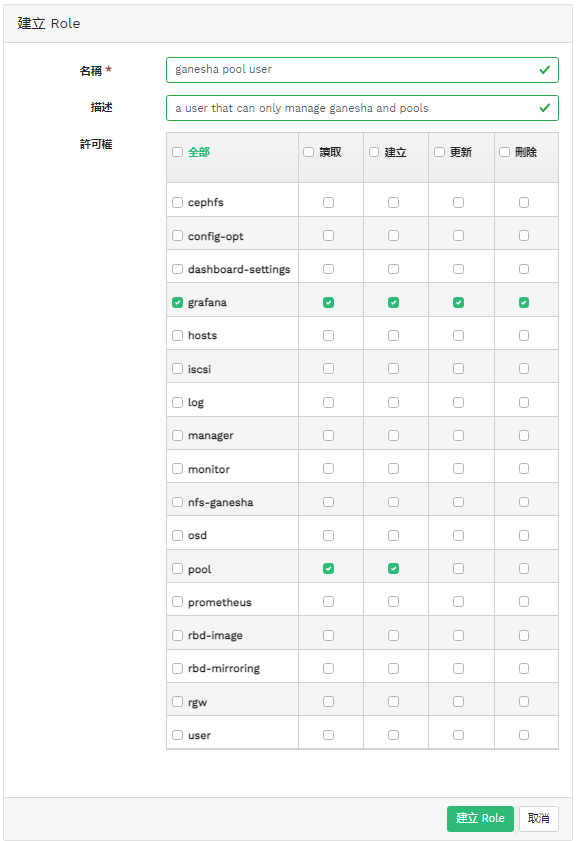 建立 Role
名稱 *
ganesha pool user
描述
a user that can only manage ganesha and pools
許可權
全部 讀取 建立 更新 刪除
cephfs
config-opt
dashboard-settings
grafana
hosts
iscsi
log
manager
monitor
nfs-ganesha
osd
pool
prometheus
rbd-image
rbd-mirroring
rgw
user
建立 Role 取消